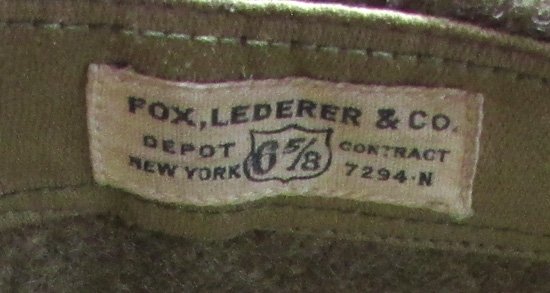 FOX, LEDERER & CO.
DEPOT 6 5/8 CONTRACT
NEW YORK 7294-N